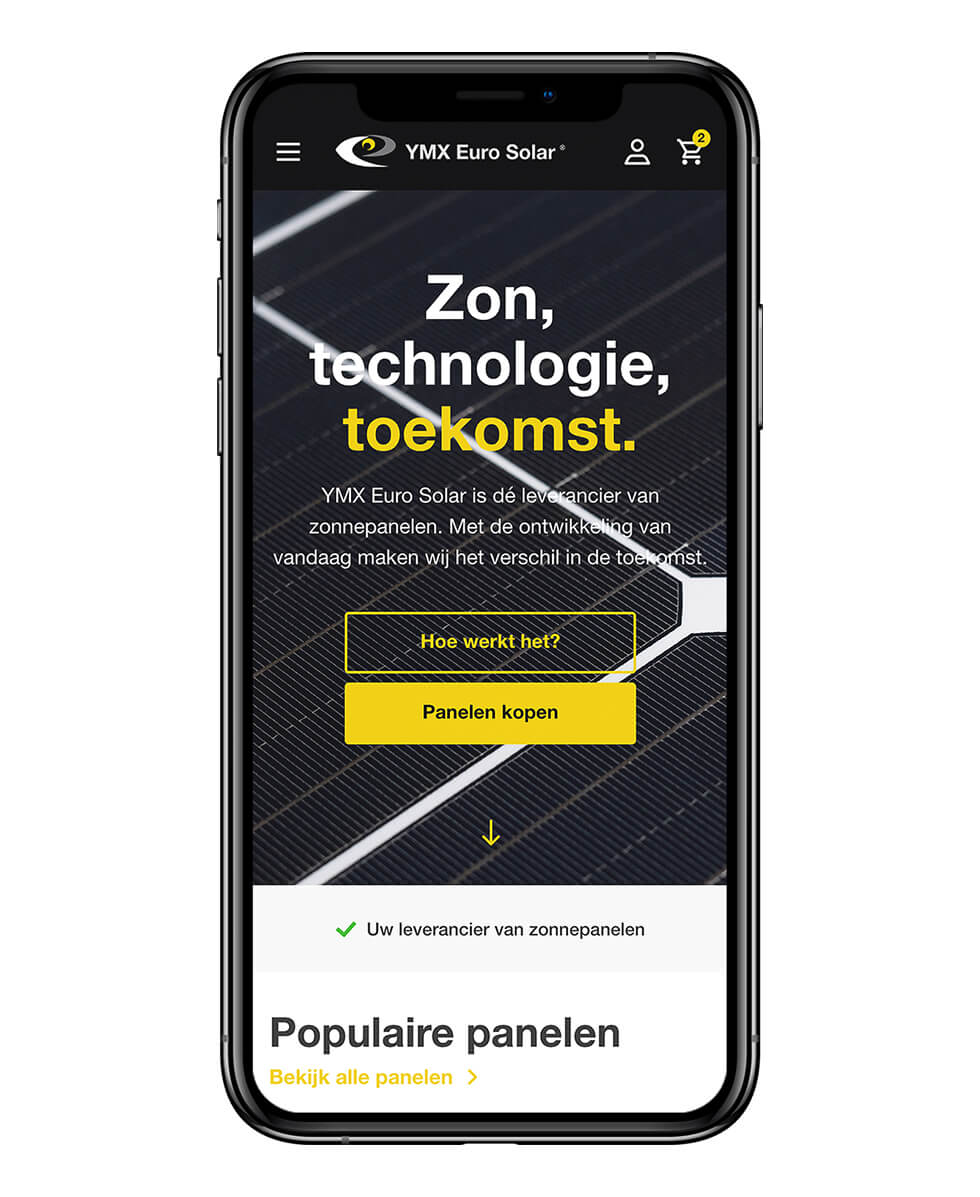 YMX Euro Solar®
2
Zon,
technologie,
toekomst.
YMX Euro Solar is dé leverancier van
zonnepanelen. Met de ontwikkeling van
vandaag maken wij het verschil in de toekomst.
Hoe werkt het?
Panelen kopen
Uw leverancier van zonnepanelen
Populaire panelen
Bekijk alle panelen